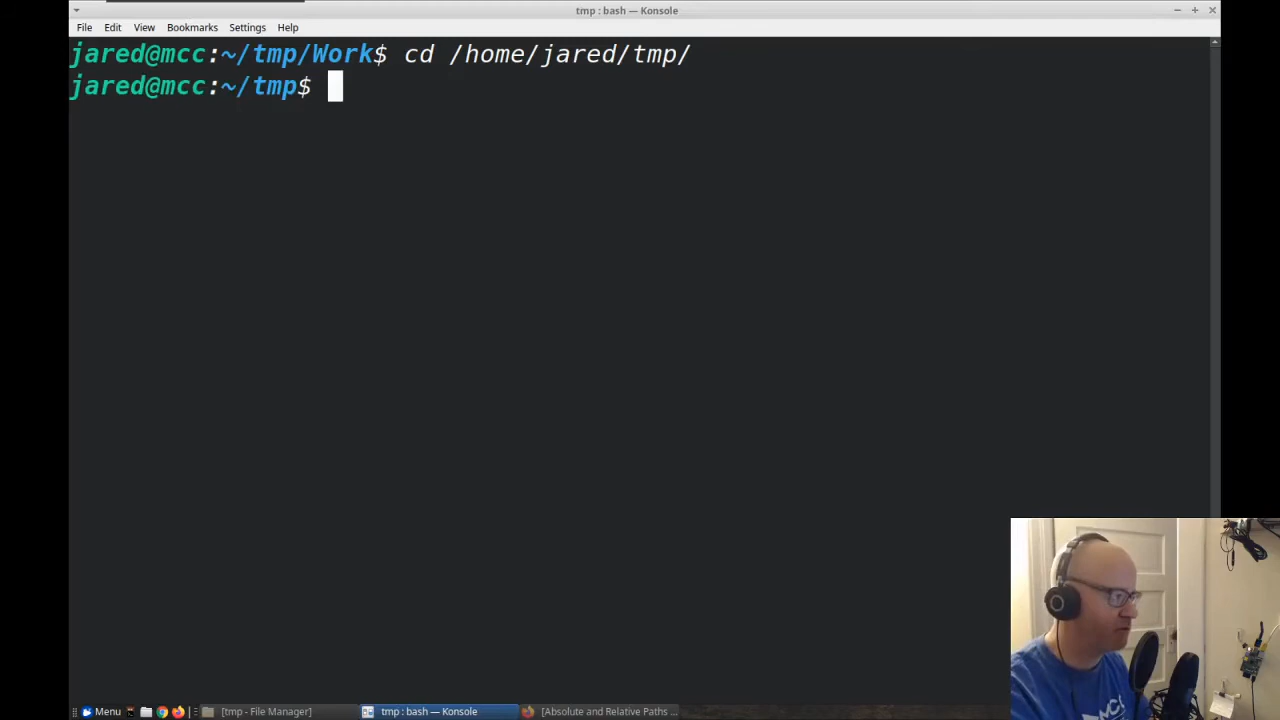 tmp : bash — Konsole
File Edit View Bookmarks Settings Help
jared@mcc:~/tmp/Work$ cd /home/jared/tmp/
jared@mcc:~/tmp$
Menu [tmp - File Manager] tmp : bash — Konsole [Absolute and Relative Paths ...